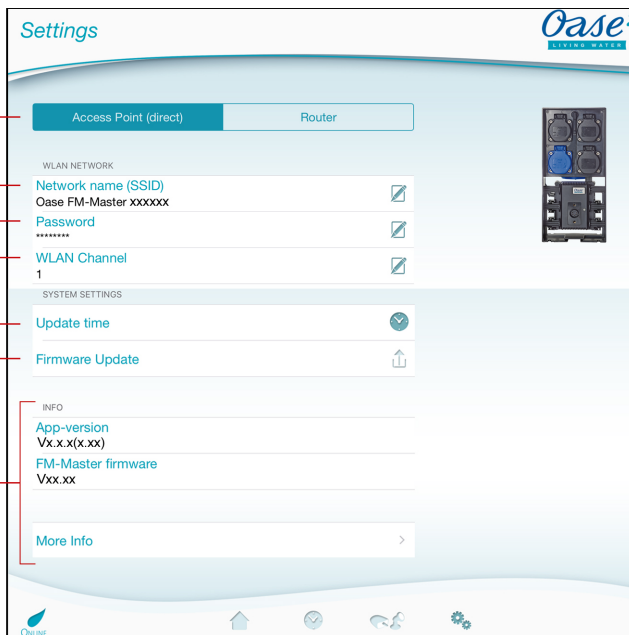 Settings
Oase
LIVING WATER
Access Point (direct)
Router
WLAN NETWORK
Network name (SSID)
Oase FM-Master xxxxxx
Password
********
WLAN Channel
1
SYSTEM SETTINGS
Update time
Firmware Update
INFO
App-version
Vx.x.x(x.xx)
FM-Master firmware
Vxx.xx
More Info
ONLINE